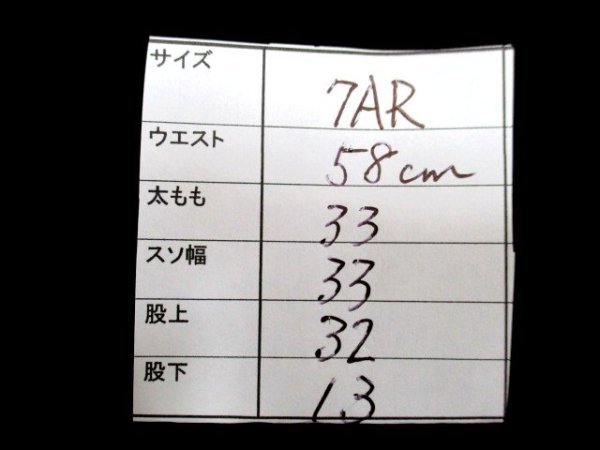 サイズ 7AR
ウエスト 58cm
太もも 33
スソ幅 33
股上 32
股下 13